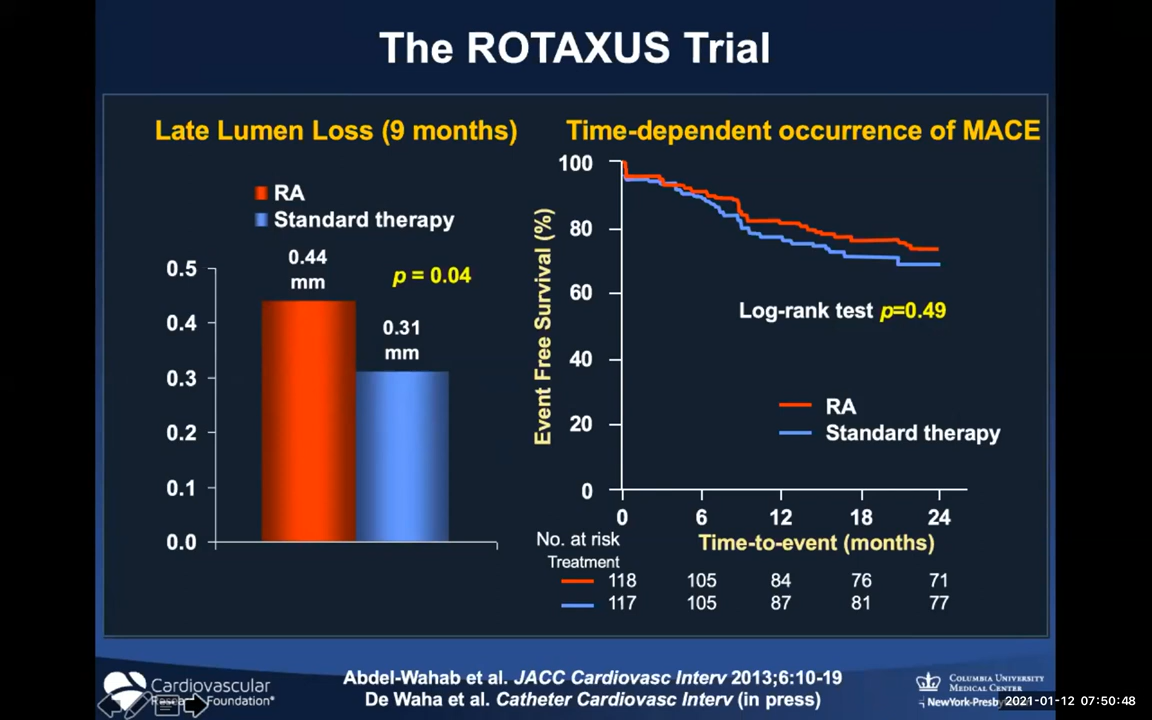 The ROTAXUS Trial
Late Lumen Loss (9 months)
RA
Standard therapy
0.44
mm
p = 0.04
0.31
mm
0.5
0.4
0.3
0.2
0.1
0.0
Time-dependent occurrence of MACE
Event Free Survival (%)
100
80
60
40
20
0
Log-rank test p=0.49
RA
Standard therapy
0 6 12 18 24
Time-to-event (months)
No. at risk
Treatment
118 105 84 76 71
117 105 87 81 77
Abdel-Wahab et al. JACC Cardiovasc Interv 2013;6:10-19
De Waha et al. Catheter Cardiovasc Interv (in press)
Cardiovascular
Foundation®
COLUMBIA UNIVERSITY
MEDICAL CENTER
NewYork-Presby
2021-01-12 07:50:48